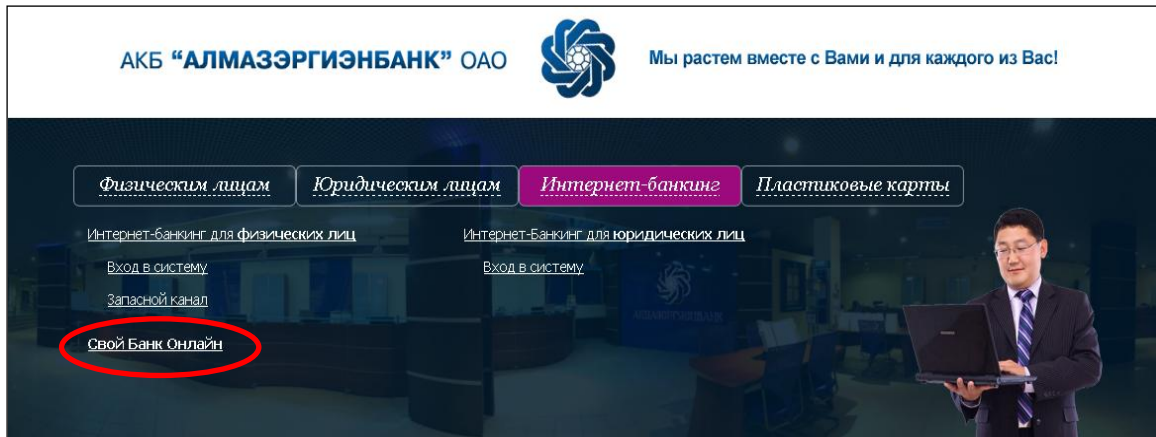 АКБ "АЛМАЗЭРГИЭНБАНК" ОАО
Мы растем вместе с Вами и для каждого из Вас!
Физическим лицам
Юридическим лицам
Интернет-банкинг
Пластиковые карты
Интернет-банкинг для физических лиц
Интернет-Банкинг для юридических лиц
Вход в систему
Вход в систему
Запасной канал
АЛМАЗЭРГИЭНБАНК
Свой Банк Онлайн